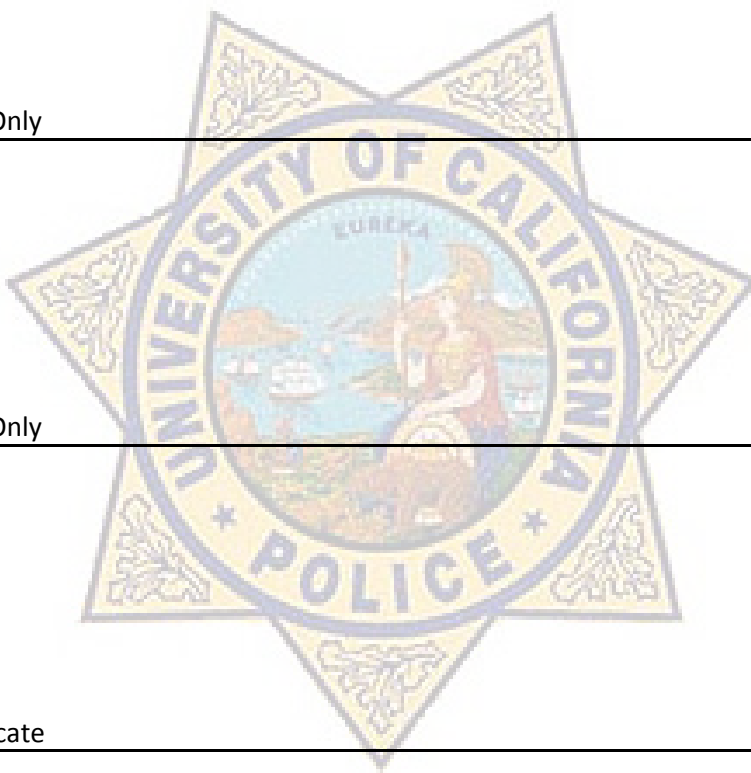 Only
UNIVERSITY OF CALIFORNIA
EUREKA
Only
POLICE
cate